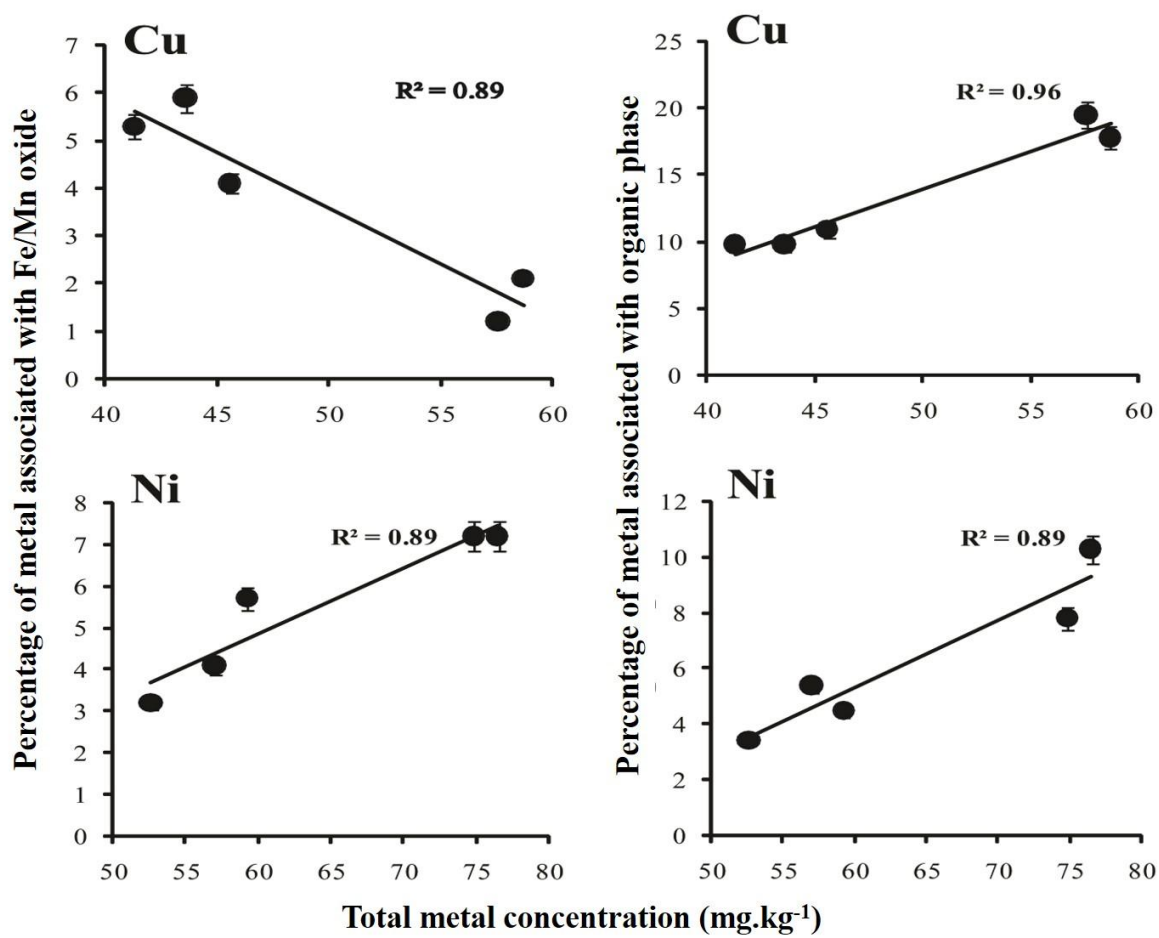 Percentage of metal associated with Fe/Mn oxide
Cu
R² = 0.89
7
6
5
4
3
2
1
0
40 45 50 55 60
Percentage of metal associated with organic phase
Cu
R² = 0.96
25
20
15
10
5
0
40 45 50 55 60
Ni
R² = 0.89
8
7
6
5
4
3
2
1
0
50 55 60 65 70 75 80
Ni
R² = 0.89
12
10
8
6
4
2
0
50 55 60 65 70 75 80
Total metal concentration (mg.kg⁻¹)